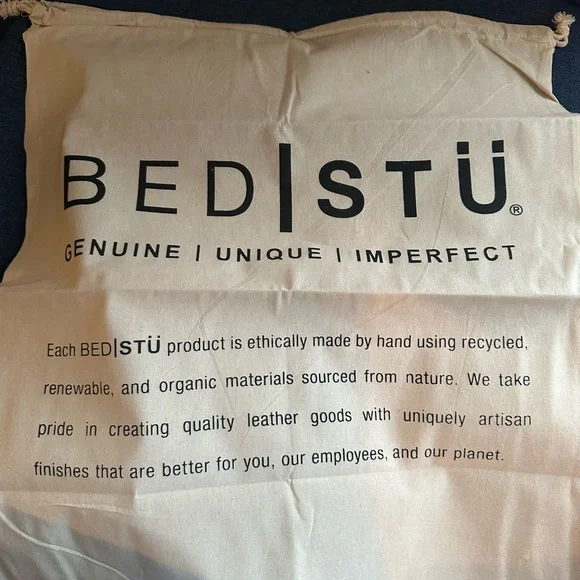 BED|STÜ®
GENUINE | UNIQUE | IMPERFECT
Each BED|STÜ product is ethically made by hand using recycled,
renewable, and organic materials sourced from nature. We take
pride in creating quality leather goods with uniquely artisan
finishes that are better for you, our employees, and our planet.